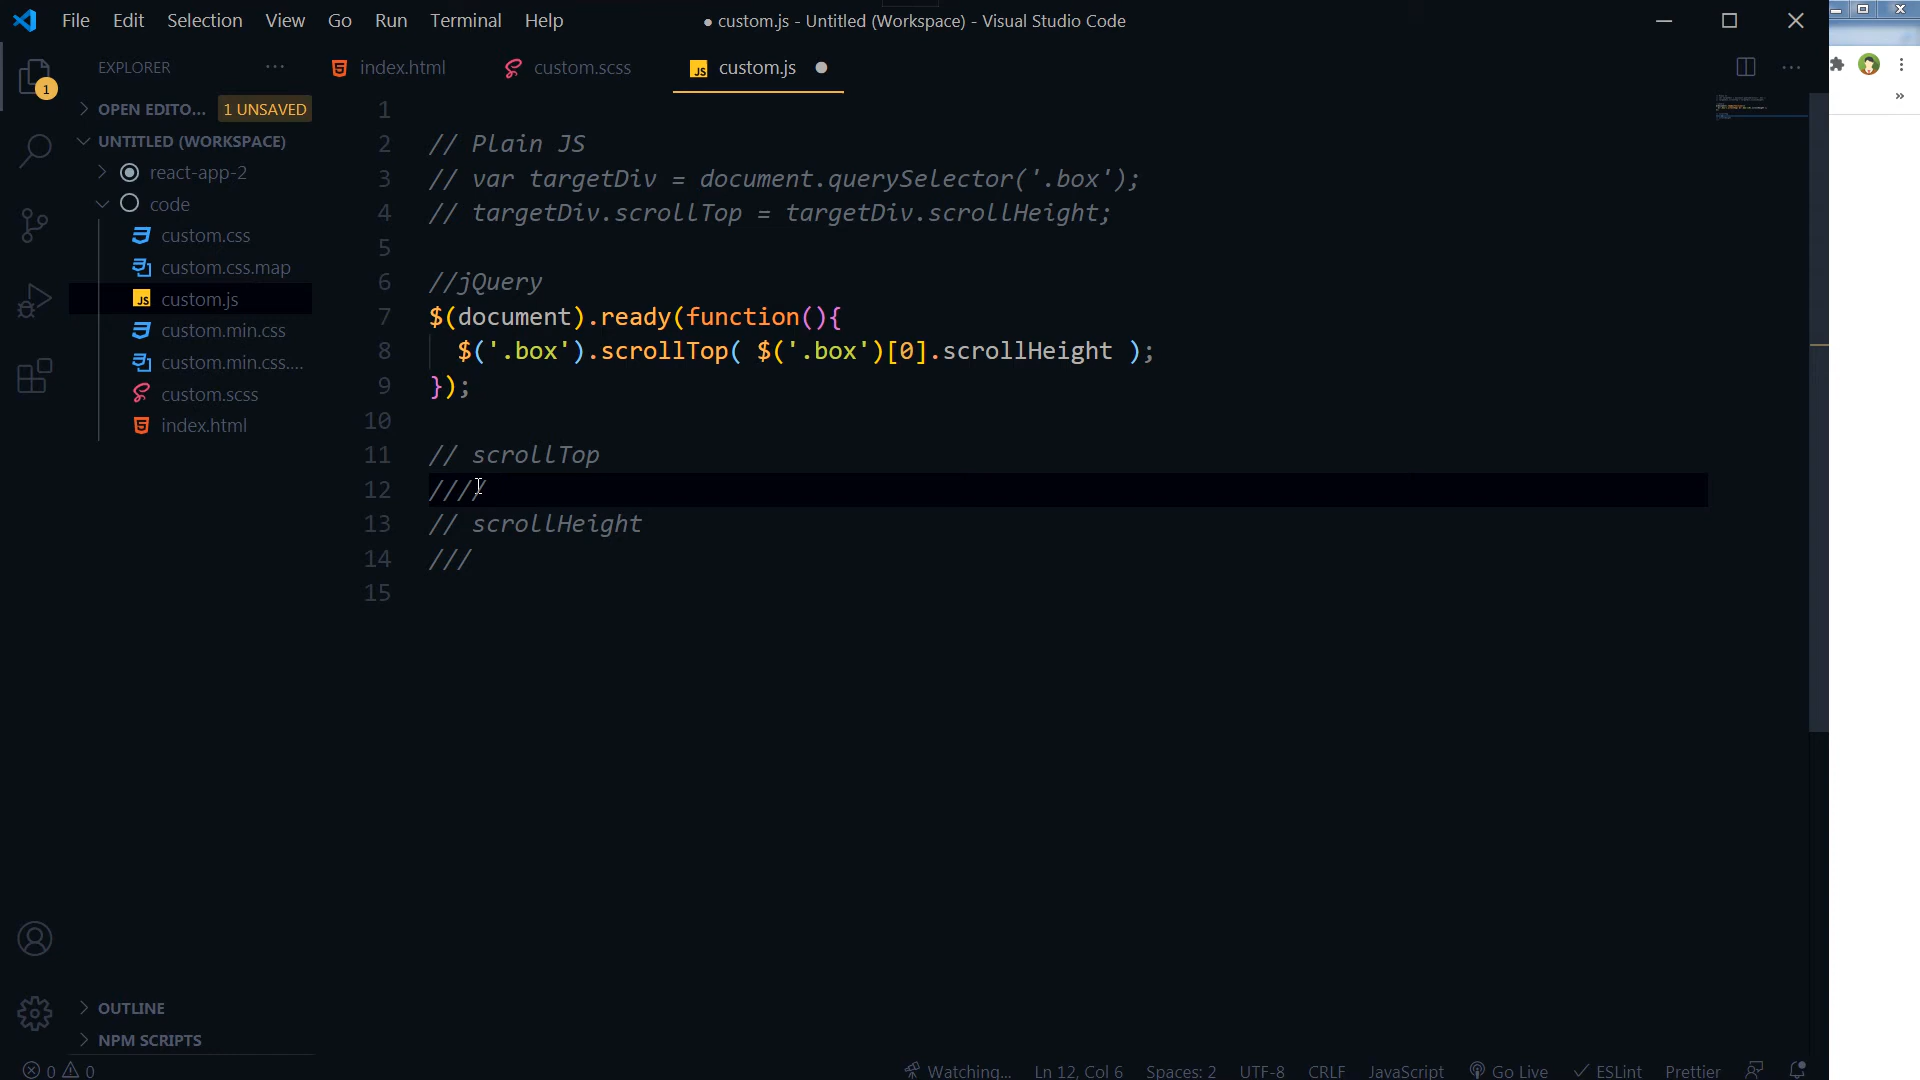 File Edit Selection View Go Run Terminal Help
● custom.js - Untitled (Workspace) - Visual Studio Code
EXPLORER ···
index.html
custom.scss
JS custom.js ●
1
OPEN EDITO... 1 UNSAVED
UNTITLED (WORKSPACE)
react-app-2
code
custom.css
custom.css.map
JS custom.js
custom.min.css
custom.min.css....
custom.scss
index.html
1
2 // Plain JS
3 // var targetDiv = document.querySelector('.box');
4 // targetDiv.scrollTop = targetDiv.scrollHeight;
5
6 //jQuery
7 $(document).ready(function(){
8 $('.box').scrollTop( $('.box')[0].scrollHeight );
9 });
10
11 // scrollTop
12 ////
13 // scrollHeight
14 ///
15
OUTLINE
NPM SCRIPTS
0 0 Watching... Ln 12, Col 6 Spaces: 2 UTF-8 CRLF JavaScript Go Live ESLint Prettier